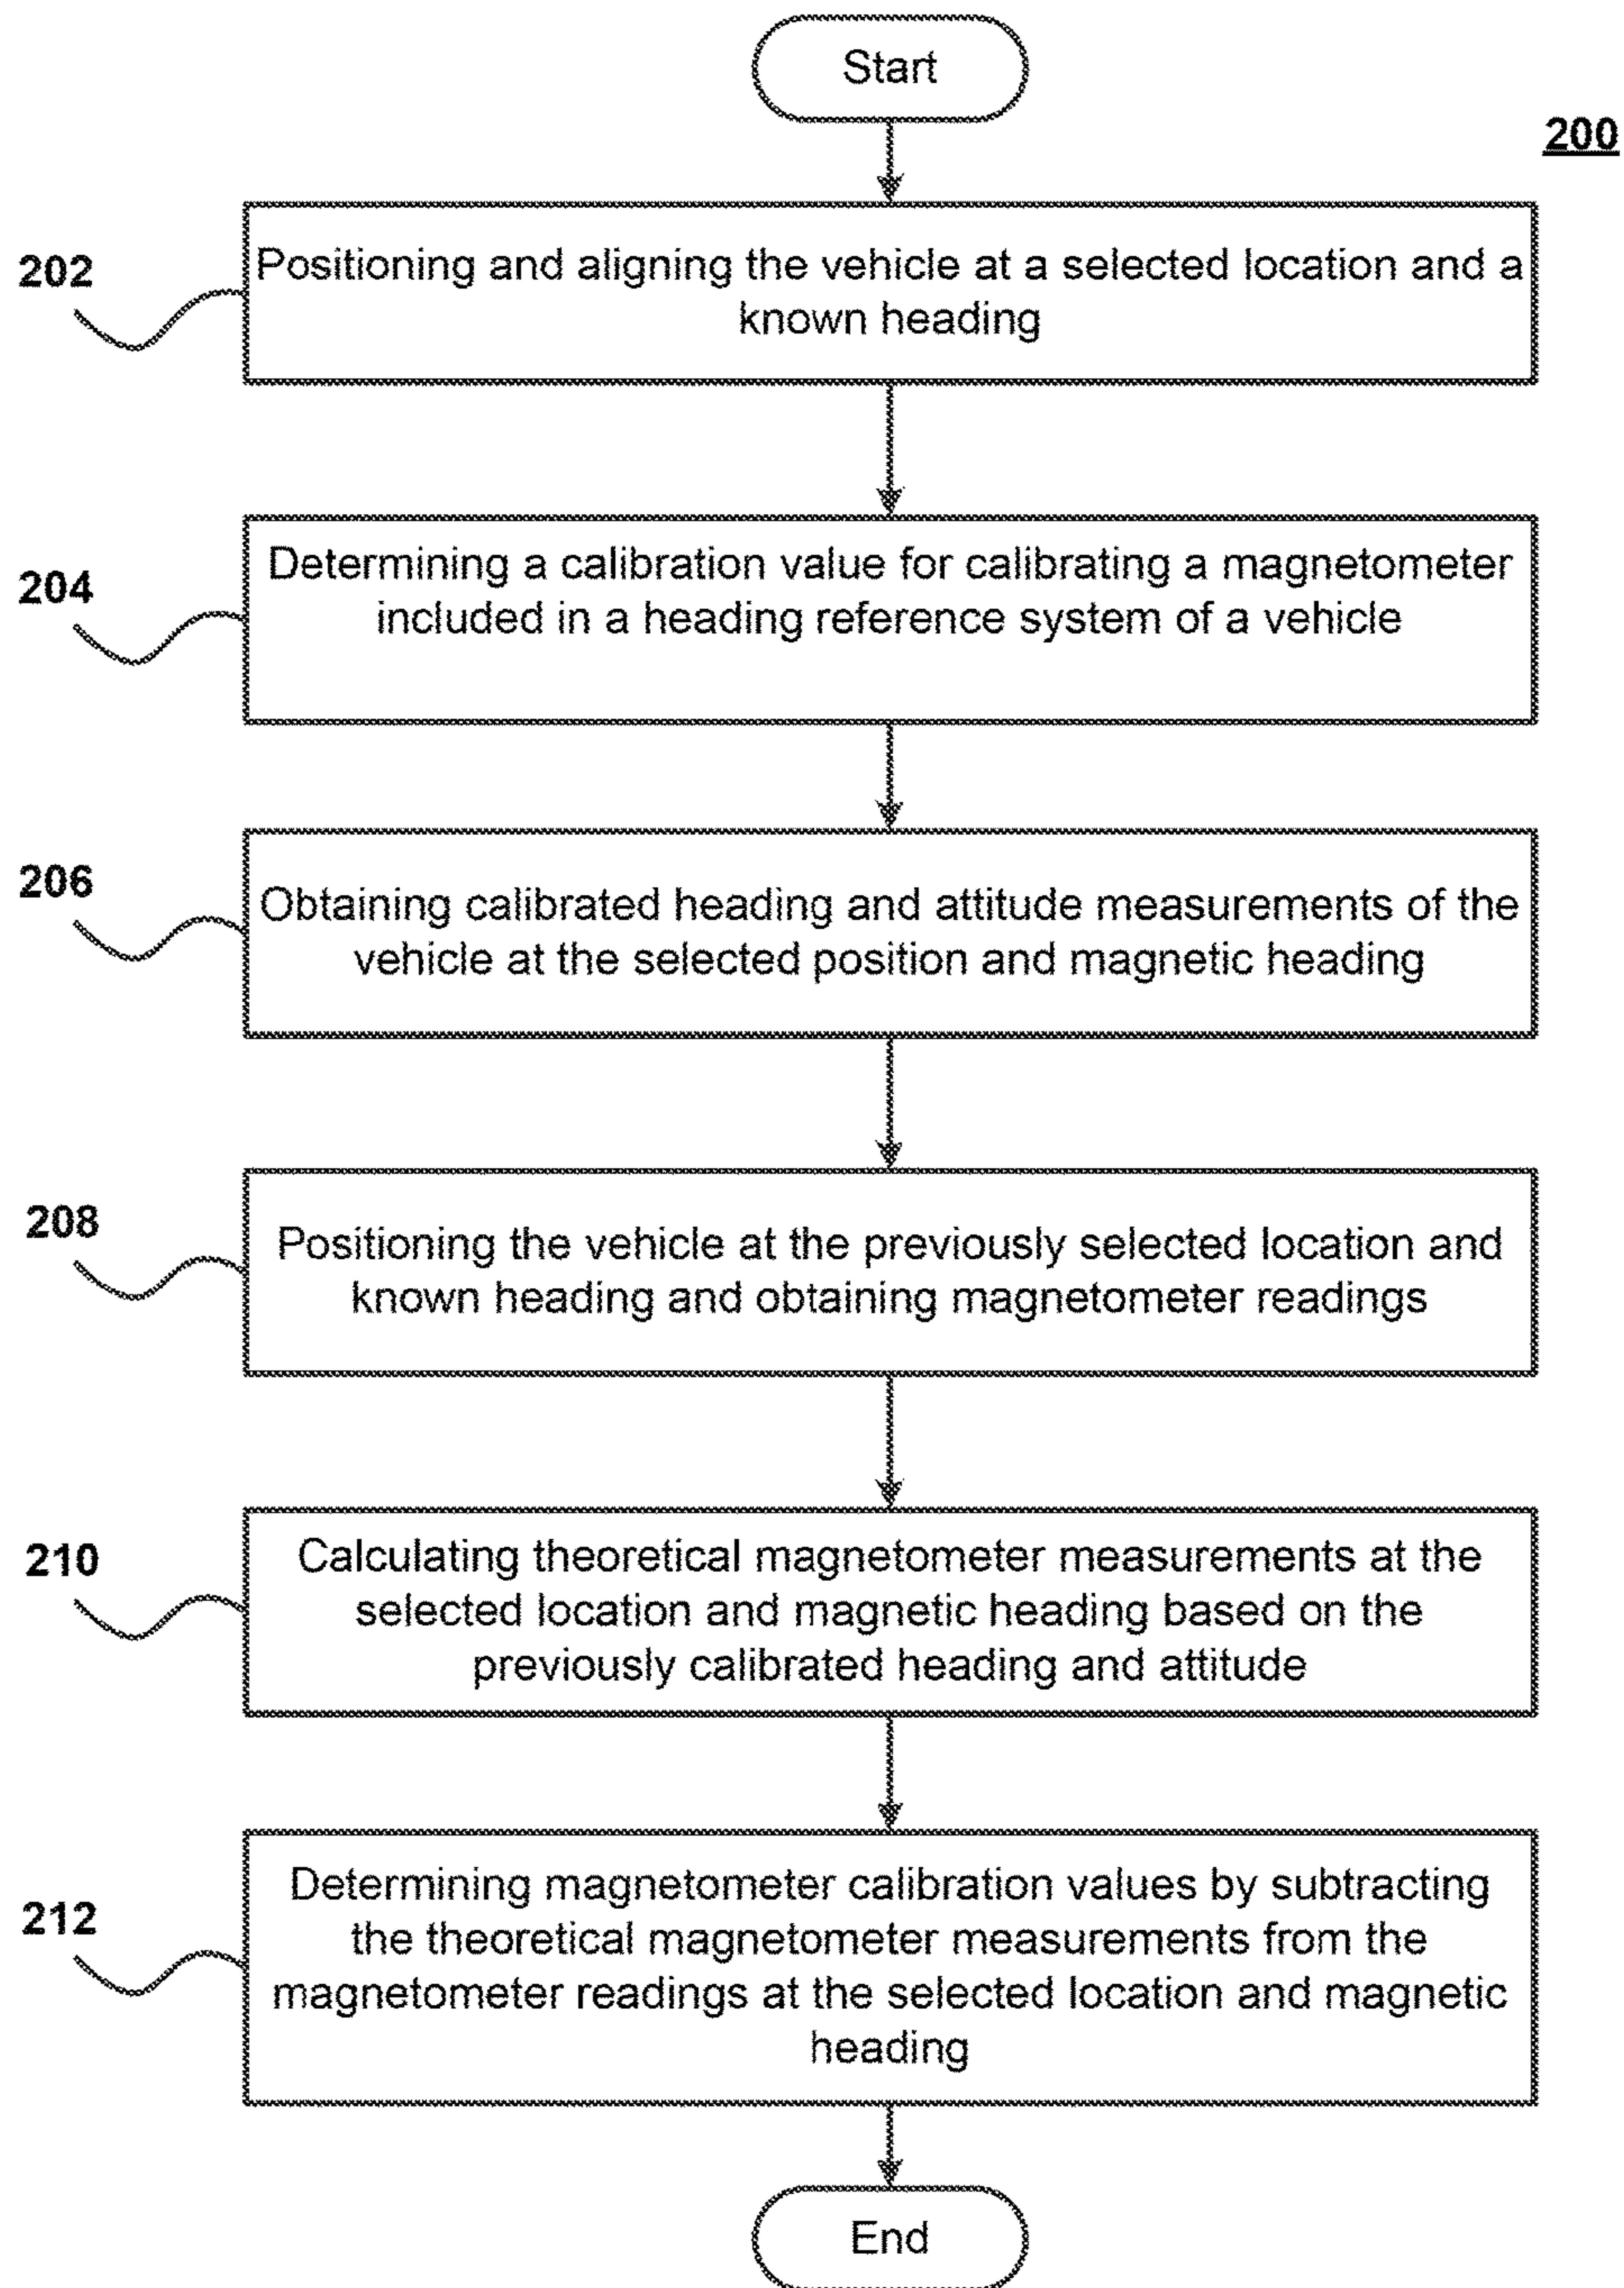 Start
200
202
Positioning and aligning the vehicle at a selected location and a
known heading
204
Determining a calibration value for calibrating a magnetometer
included in a heading reference system of a vehicle
206
Obtaining calibrated heading and attitude measurements of the
vehicle at the selected position and magnetic heading
208
Positioning the vehicle at the previously selected location and
known heading and obtaining magnetometer readings
210
Calculating theoretical magnetometer measurements at the
selected location and magnetic heading based on the
previously calibrated heading and attitude
212
Determining magnetometer calibration values by subtracting
the theoretical magnetometer measurements from the
magnetometer readings at the selected location and magnetic
heading
End